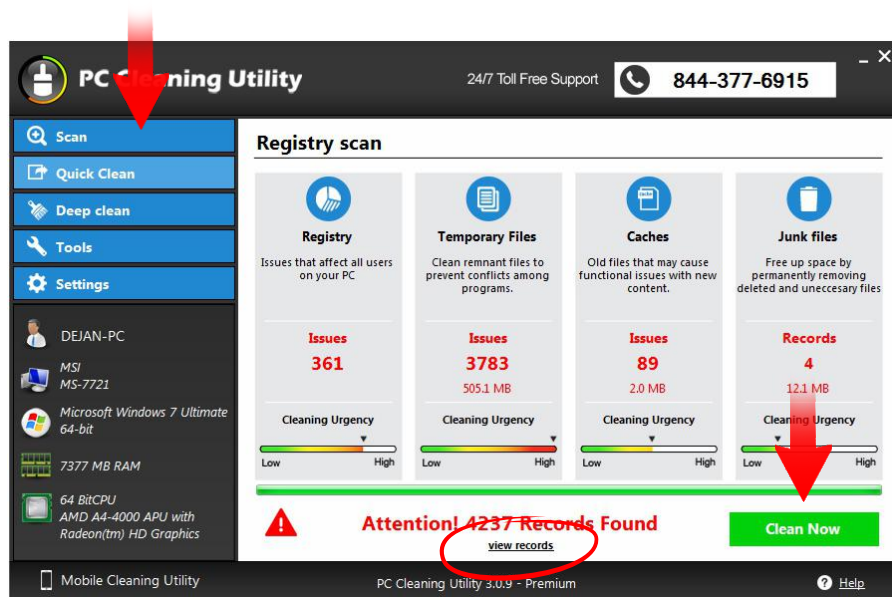 PC Cleaning Utility
24/7 Toll Free Support
844-377-6915
Scan
Quick Clean
Deep clean
Tools
Settings
DEJAN-PC
MSI
MS-7721
Microsoft Windows 7 Ultimate
64-bit
7377 MB RAM
64 BitCPU
AMD A4-4000 APU with
Radeon(tm) HD Graphics
Registry scan
Registry
Issues that affect all users
on your PC
Issues
361
Cleaning Urgency
Low High
Temporary Files
Clean remnant files to
prevent conflicts among
programs.
Issues
3783
505.1 MB
Cleaning Urgency
Low High
Caches
Old files that may cause
functional issues with new
content.
Issues
89
2.0 MB
Cleaning Urgency
Low High
Junk files
Free up space by
permanently removing
deleted and uneccesary files
Records
4
12.1 MB
Cleaning Urgency
Low High
Attention! 4237 Records Found
view records
Clean Now
Mobile Cleaning Utility
PC Cleaning Utility 3.0.9 - Premium
Help